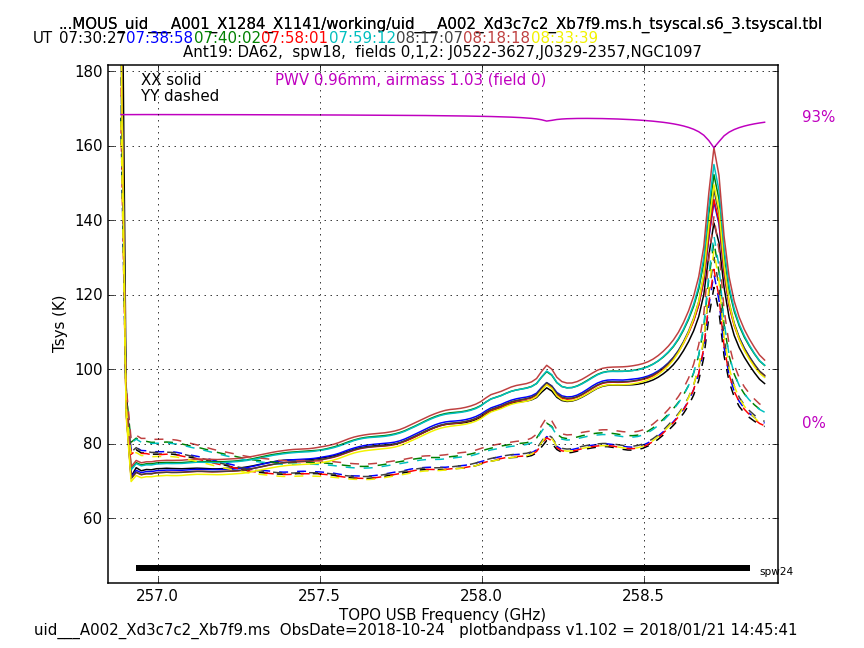 ...MOUS_uid___A001_X1284_X1141/working/uid___A002_Xd3c7c2_Xb7f9.ms.h_tsyscal.s6_3.tsyscal.tbl
UT 07:30:27 07:38:58 07:40:02 07:58:01 07:59:12 08:17:07 08:18:18 08:33:39
Ant19: DA62, spw18, fields 0,1,2: J0522-3627,J0329-2357,NGC1097
XX solid
YY dashed
PWV 0.96mm, airmass 1.03 (field 0)
93%
0%
Tsys (K)
180
160
140
120
100
80
60
spw24
257.0 257.5 258.0 258.5
TOPO USB Frequency (GHz)
uid___A002_Xd3c7c2_Xb7f9.ms ObsDate=2018-10-24 plotbandpass v1.102 = 2018/01/21 14:45:41